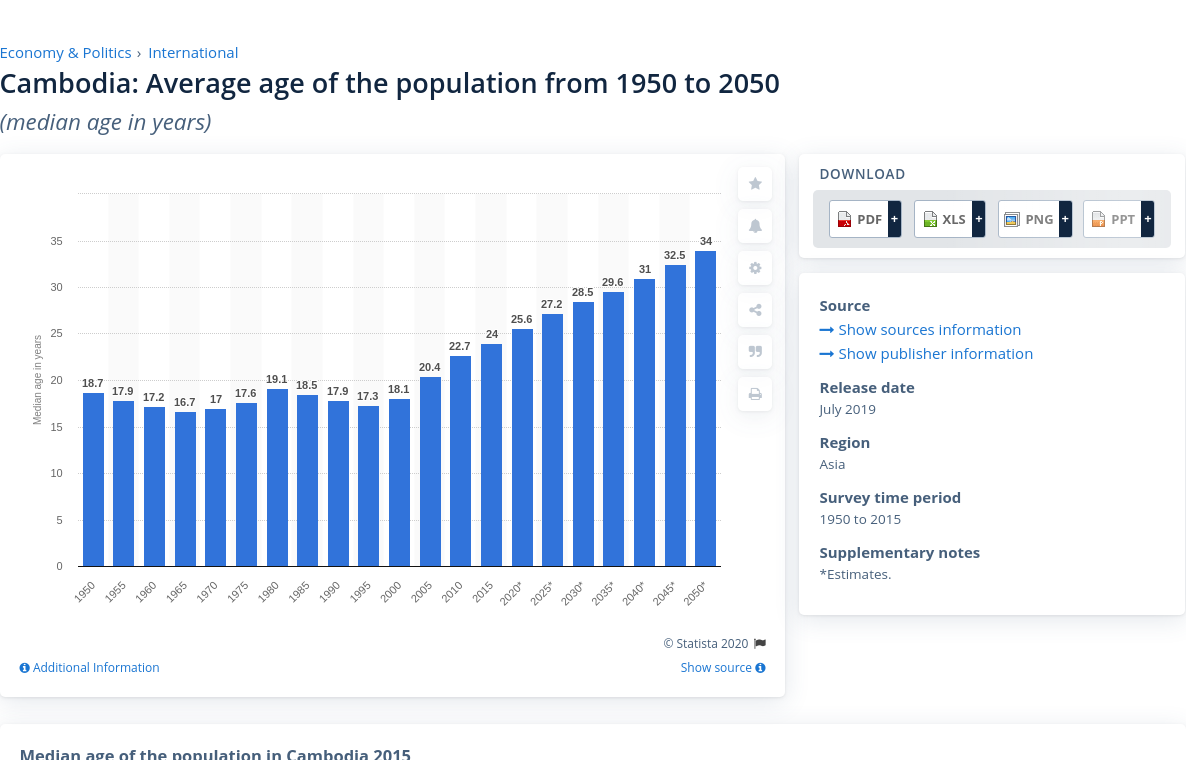 Economy & Politics › International
Cambodia: Average age of the population from 1950 to 2050
(median age in years)
Median age in years
35
30
25
20
15
10
5
0
18.7
17.9
17.2
16.7
17
17.6
19.1
18.5
17.9
17.3
18.1
20.4
22.7
24
25.6
27.2
28.5
29.6
31
32.5
34
1950
1955
1960
1965
1970
1975
1980
1985
1990
1995
2000
2005
2010
2015
2020*
2025*
2030*
2035*
2040*
2045*
2050*
© Statista 2020
Additional Information
Show source
DOWNLOAD
PDF + XLS + PNG + PPT +
Source
Show sources information
Show publisher information
Release date
July 2019
Region
Asia
Survey time period
1950 to 2015
Supplementary notes
*Estimates.
Median age of the population in Cambodia 2015